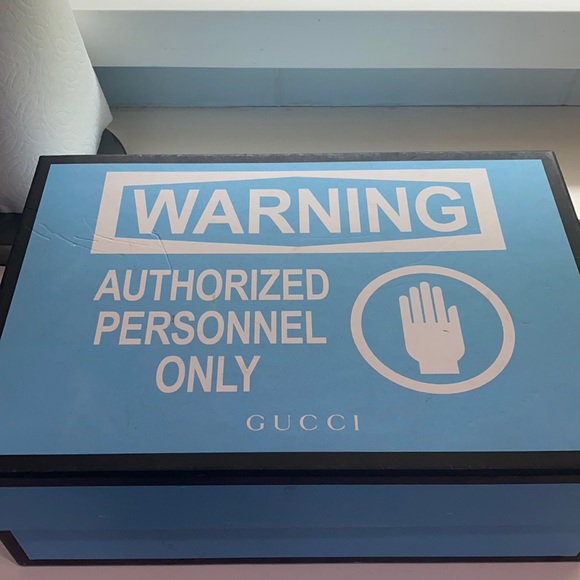 WARNING
AUTHORIZED
PERSONNEL
ONLY
GUCCI